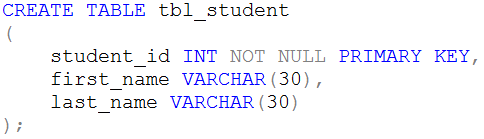 CREATE TABLE tbl_student
(
    student_id INT NOT NULL PRIMARY KEY,
    first_name VARCHAR(30),
    last_name VARCHAR(30)
);